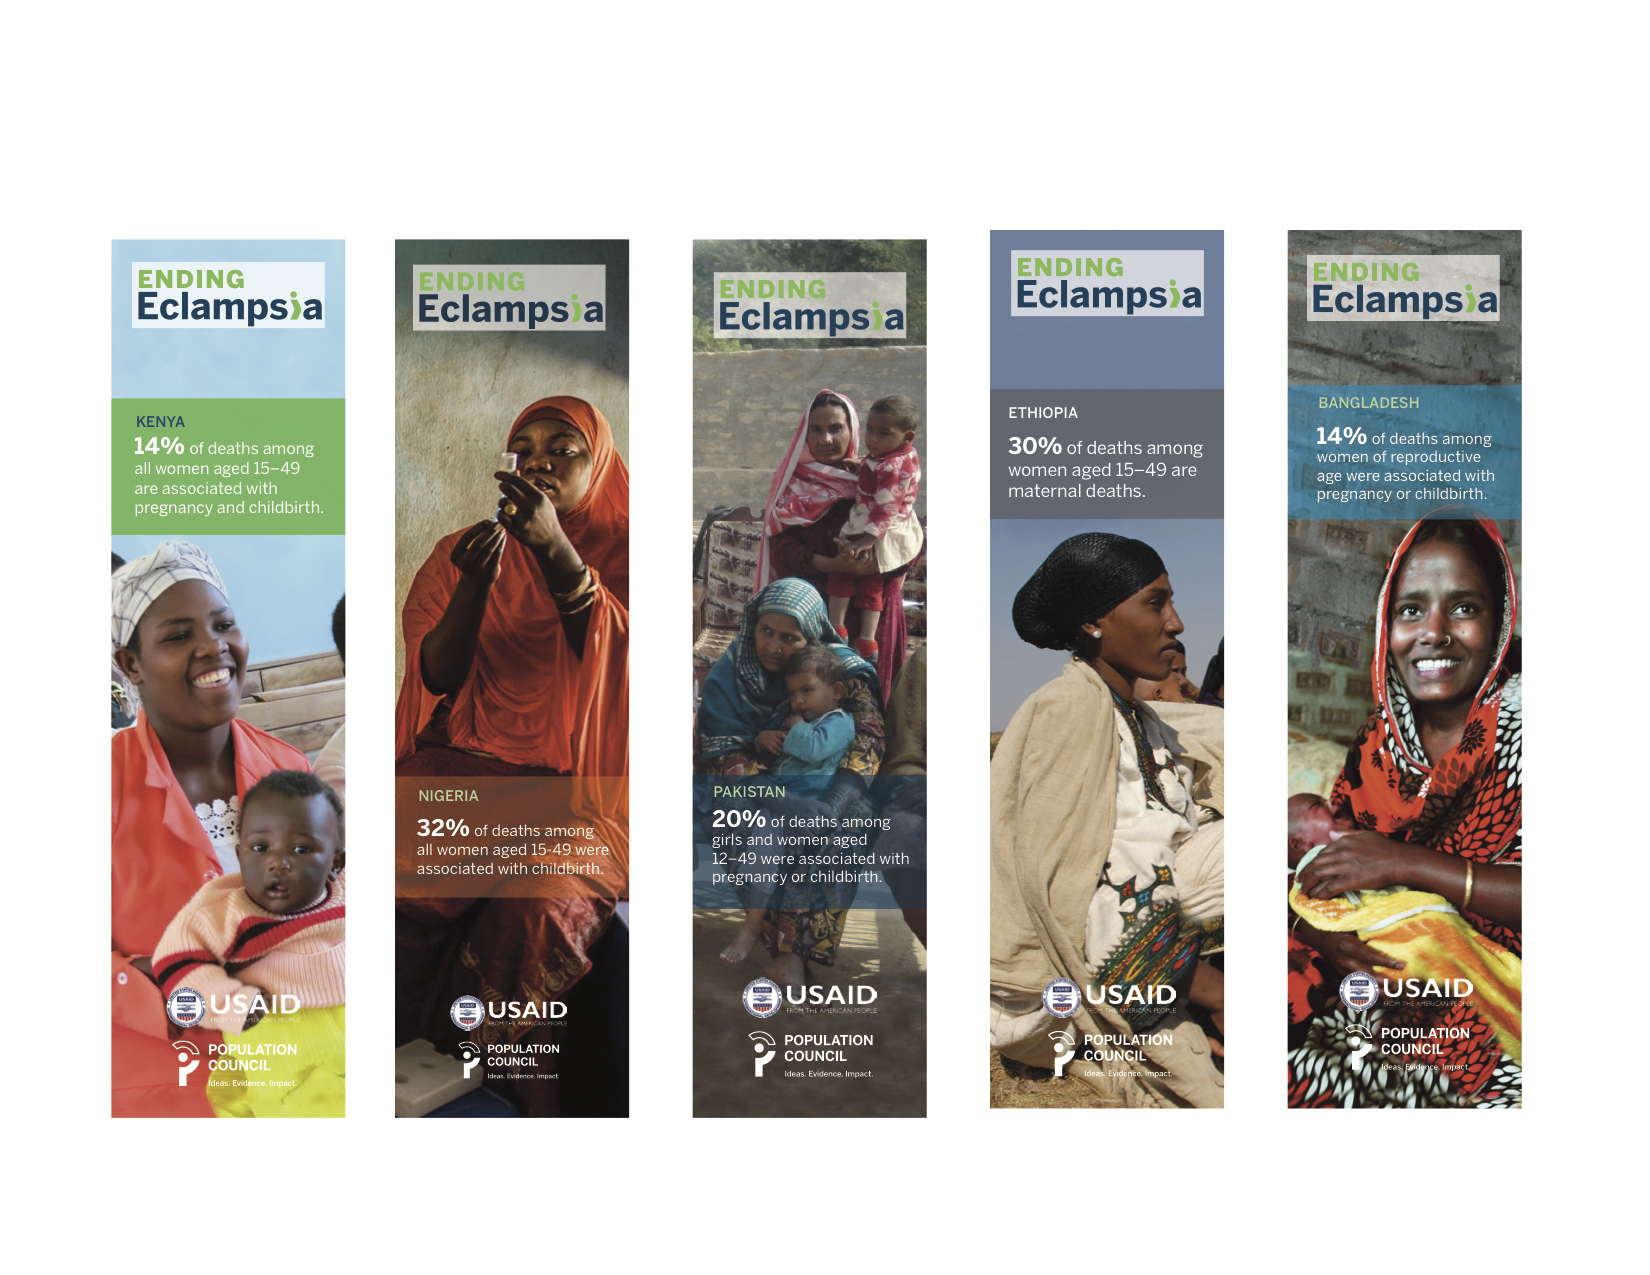 ENDING
Eclampsia
KENYA
14% of deaths among
all women aged 15–49
are associated with
pregnancy and childbirth.
USAID
FROM THE AMERICAN PEOPLE
POPULATION
COUNCIL
Ideas. Evidence. Impact.
ENDING
Eclampsia
NIGERIA
32% of deaths among
all women aged 15-49 were
associated with childbirth.
USAID
FROM THE AMERICAN PEOPLE
POPULATION
COUNCIL
Ideas. Evidence. Impact.
ENDING
Eclampsia
PAKISTAN
20% of deaths among
girls and women aged
12–49 were associated with
pregnancy or childbirth.
USAID
FROM THE AMERICAN PEOPLE
POPULATION
COUNCIL
Ideas. Evidence. Impact.
ENDING
Eclampsia
ETHIOPIA
30% of deaths among
women aged 15–49 are
maternal deaths.
USAID
FROM THE AMERICAN PEOPLE
POPULATION
COUNCIL
Ideas. Evidence. Impact.
ENDING
Eclampsia
BANGLADESH
14% of deaths among
women of reproductive
age were associated with
pregnancy or childbirth.
USAID
FROM THE AMERICAN PEOPLE
POPULATION
COUNCIL
Ideas. Evidence. Impact.